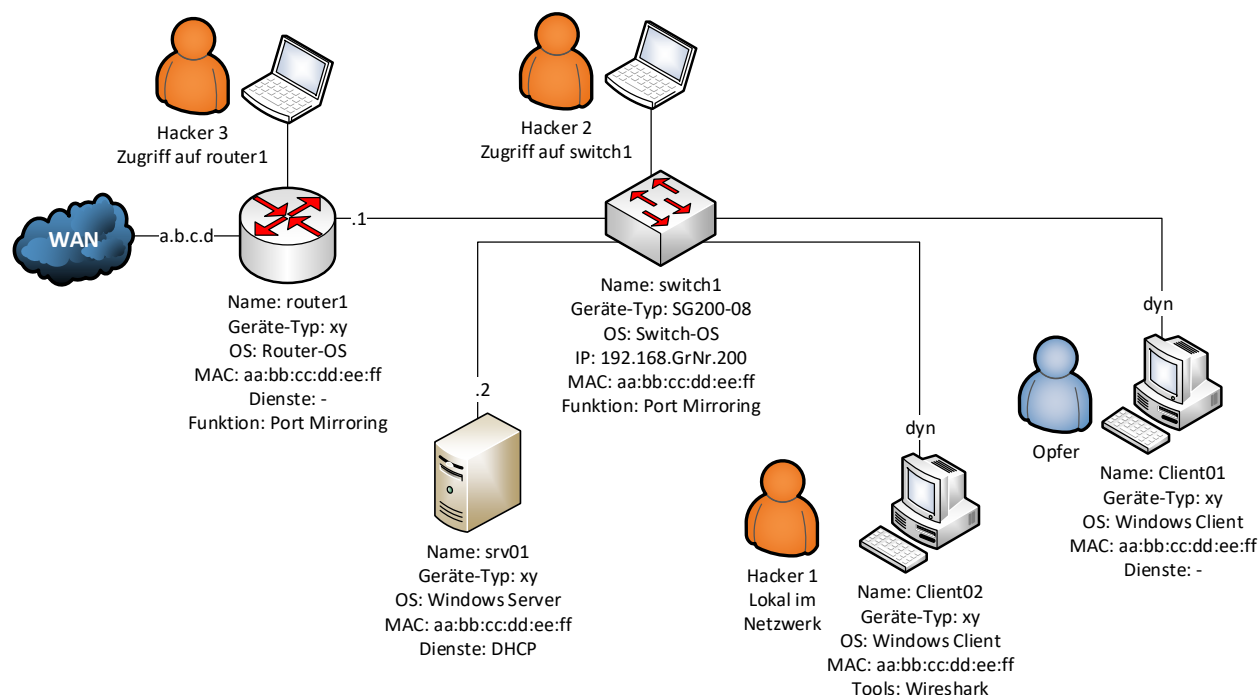 Hacker 3
Zugriff auf router1
Hacker 2
Zugriff auf switch1
WAN
a.b.c.d
.1
Name: router1
Geräte-Typ: xy
OS: Router-OS
MAC: aa:bb:cc:dd:ee:ff
Dienste: -
Funktion: Port Mirroring
Name: switch1
Geräte-Typ: SG200-08
OS: Switch-OS
IP: 192.168.GrNr.200
MAC: aa:bb:cc:dd:ee:ff
Funktion: Port Mirroring
.2
Name: srv01
Geräte-Typ: xy
OS: Windows Server
MAC: aa:bb:cc:dd:ee:ff
Dienste: DHCP
Hacker 1
Lokal im
Netzwerk
dyn
Name: Client02
Geräte-Typ: xy
OS: Windows Client
MAC: aa:bb:cc:dd:ee:ff
Tools: Wireshark
dyn
Opfer
Name: Client01
Geräte-Typ: xy
OS: Windows Client
MAC: aa:bb:cc:dd:ee:ff
Dienste: -